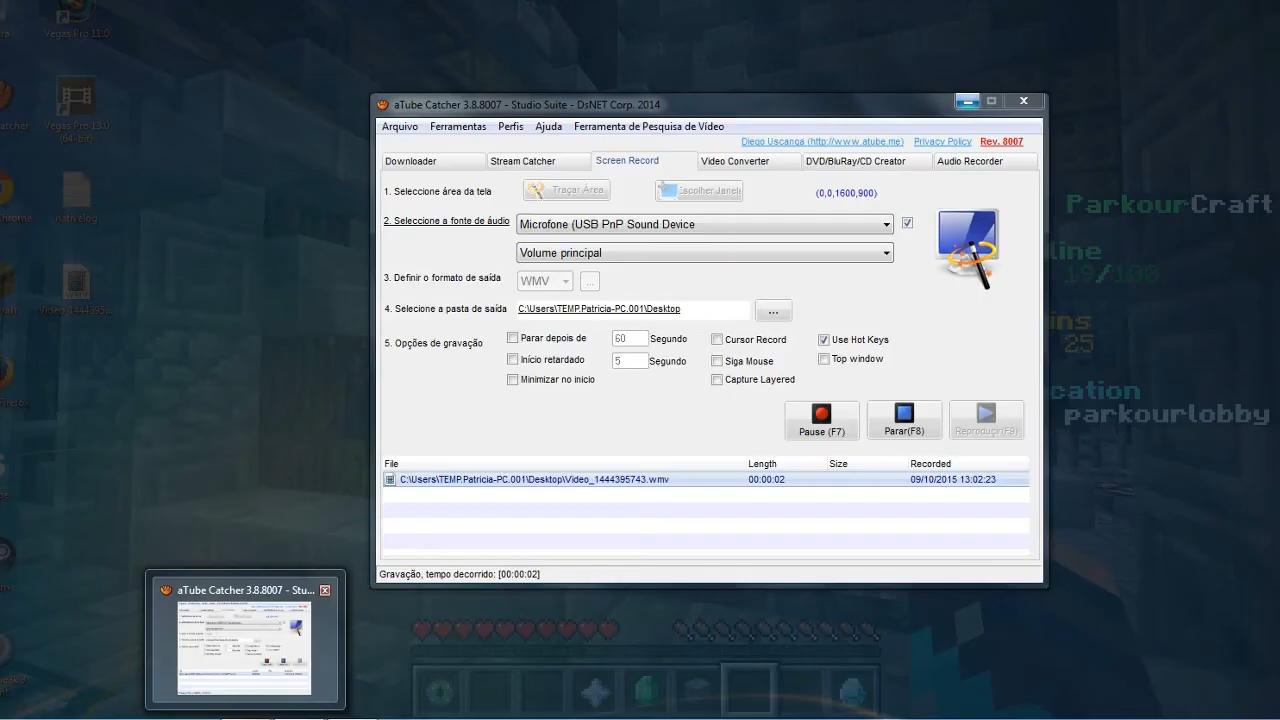 Vegas Pro 11.0
atcher
Vegas Pro 13.0
(64-bit)
Chrome
nativelog
raft
Video_1444395...
Firefox
aTube Catcher 3.8.8007 - Studio Suite - DsNET Corp. 2014
Arquivo Ferramentas Perfis Ajuda Ferramenta de Pesquisa de Vídeo
Diego Uscanga (http://www.atube.me) Privacy Policy Rev. 8007
Downloader Stream Catcher Screen Record Video Converter DVD/BluRay/CD Creator Audio Recorder
1. Seleccione área da tela Traçar Área Escolher Janela (0,0,1600,900)
2. Seleccione a fonte de áudio Microfone (USB PnP Sound Device
Volume principal
3. Definir o formato de saída WMV ...
4. Selecione a pasta de saída C:\Users\TEMP.Patricia-PC.001\Desktop ...
5. Opções de gravação
Parar depois de 60 Segundo Cursor Record Use Hot Keys
Início retardado 5 Segundo Siga Mouse Top window
Minimizar no inicio Capture Layered
Pause (F7) Parar(F8) Reproducir(F9)
File Length Size Recorded
C:\Users\TEMP.Patricia-PC.001\Desktop\Video_1444395743.wmv 00:00:02 09/10/2015 13:02:23
Gravação, tempo decorrido: [00:00:02]
ParkourCraft
line
19/100
ins
25
cation
parkourlobby
aTube Catcher 3.8.8007 - Stu...